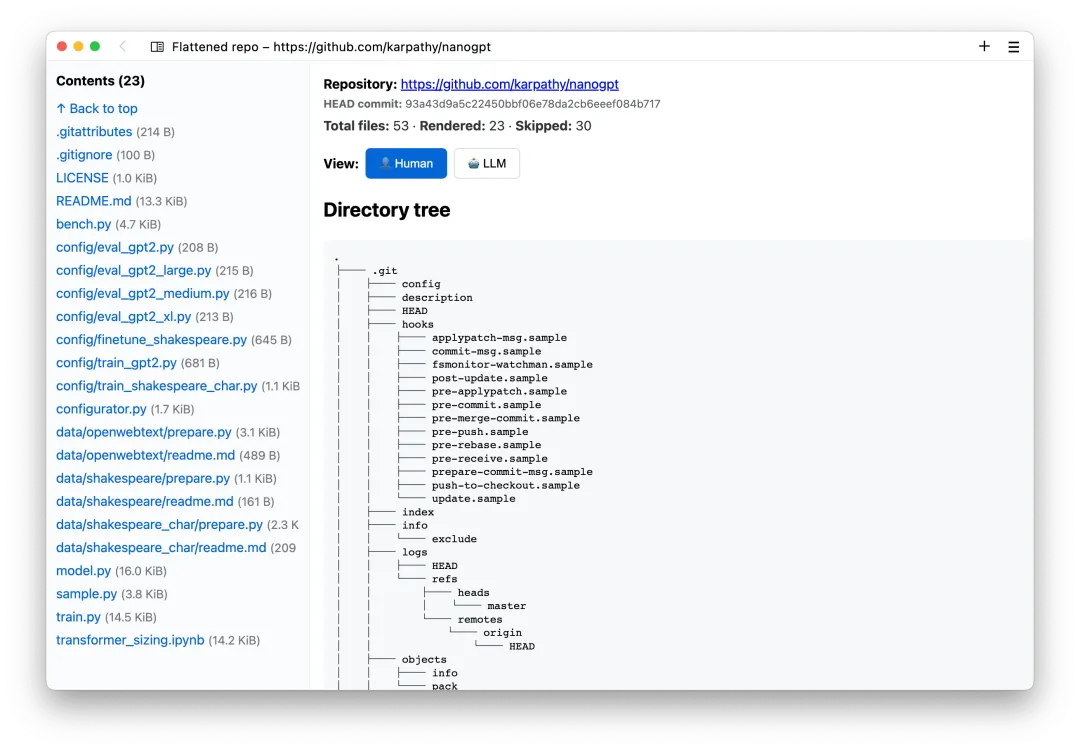 Flattened repo – https://github.com/karpathy/nanogpt
Contents (23)
↑ Back to top
.gitattributes (214 B)
.gitignore (100 B)
LICENSE (1.0 KiB)
README.md (13.3 KiB)
bench.py (4.7 KiB)
config/eval_gpt2.py (208 B)
config/eval_gpt2_large.py (215 B)
config/eval_gpt2_medium.py (216 B)
config/eval_gpt2_xl.py (213 B)
config/finetune_shakespeare.py (645 B)
config/train_gpt2.py (681 B)
config/train_shakespeare_char.py (1.1 KiB
configurator.py (1.7 KiB)
data/openwebtext/prepare.py (3.1 KiB)
data/openwebtext/readme.md (489 B)
data/shakespeare/prepare.py (1.1 KiB)
data/shakespeare/readme.md (161 B)
data/shakespeare_char/prepare.py (2.3 K
data/shakespeare_char/readme.md (209
model.py (16.0 KiB)
sample.py (3.8 KiB)
train.py (14.5 KiB)
transformer_sizing.ipynb (14.2 KiB)
Repository: https://github.com/karpathy/nanogpt
HEAD commit: 93a43d9a5c22450bbf06e78da2cb6eeef084b717
Total files: 53 · Rendered: 23 · Skipped: 30
View: 👤 Human 🤖 LLM
Directory tree
.
├── .git
│   ├── config
│   ├── description
│   ├── HEAD
│   ├── hooks
│   │   ├── applypatch-msg.sample
│   │   ├── commit-msg.sample
│   │   ├── fsmonitor-watchman.sample
│   │   ├── post-update.sample
│   │   ├── pre-applypatch.sample
│   │   ├── pre-commit.sample
│   │   ├── pre-merge-commit.sample
│   │   ├── pre-push.sample
│   │   ├── pre-rebase.sample
│   │   ├── pre-receive.sample
│   │   ├── prepare-commit-msg.sample
│   │   ├── push-to-checkout.sample
│   │   └── update.sample
│   ├── index
│   ├── info
│   │   └── exclude
│   ├── logs
│   │   ├── HEAD
│   │   └── refs
│   │       ├── heads
│   │       │   └── master
│   │       └── remotes
│   │           └── origin
│   │               └── HEAD
│   ├── objects
│   │   ├── info
│   │   └── pack